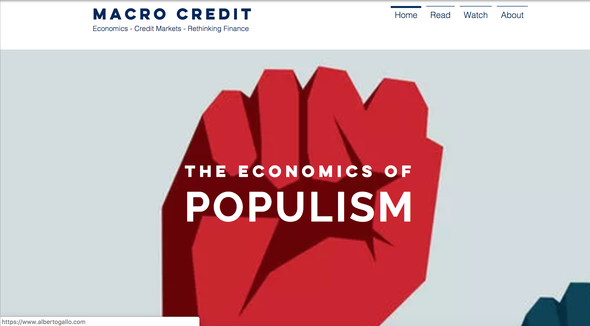 MACRO CREDIT
Economics - Credit Markets - Rethinking Finance
Home Read Watch About
THE ECONOMICS OF
POPULISM
https://www.albertogallo.com